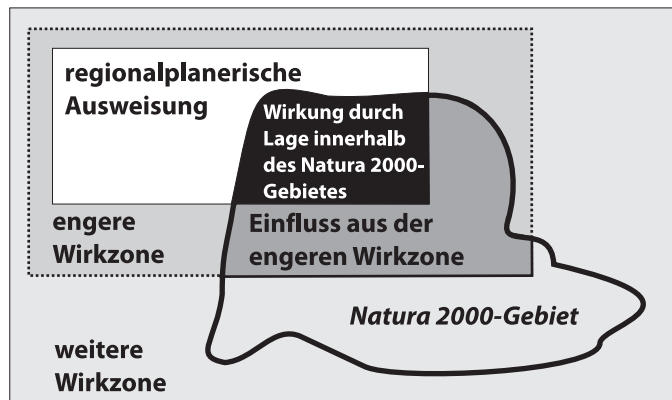 regionalplanerische
Ausweisung
Wirkung durch
Lage innerhalb
des Natura 2000-
Gebietes
engere
Wirkzone
Einfluss aus der
engeren Wirkzone
Natura 2000-Gebiet
weitere
Wirkzone